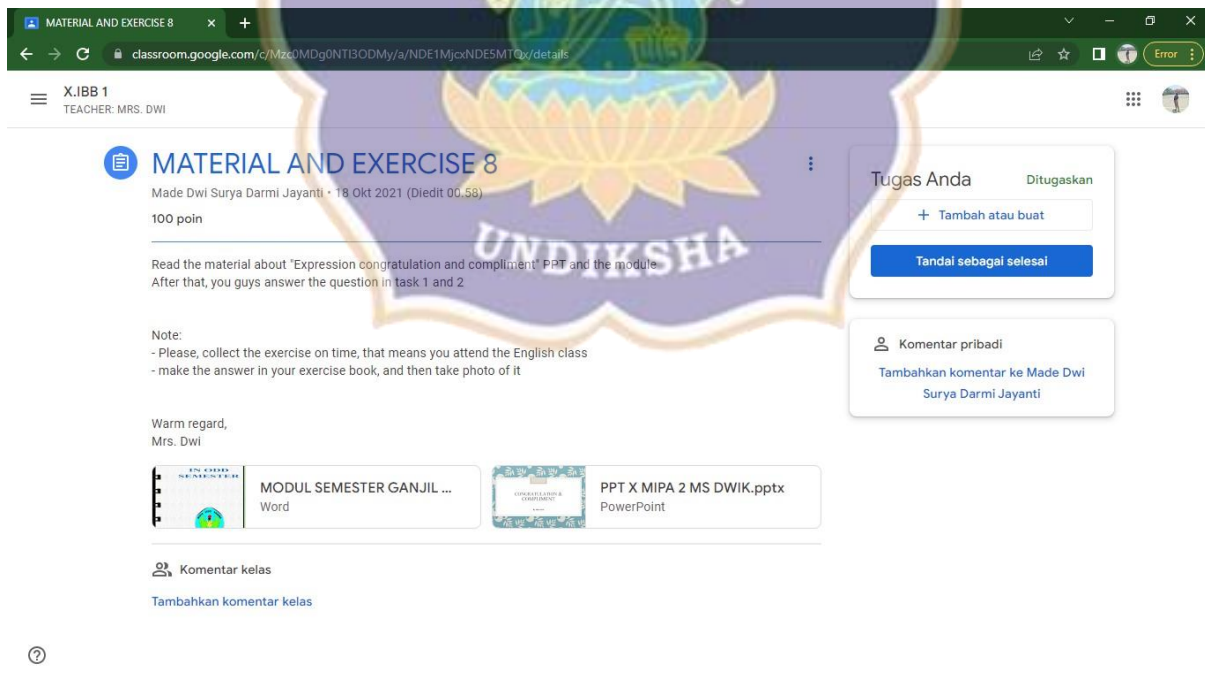 MATERIAL AND EXERCISE 8
classroom.google.com/c/Mzc0MDg0NTI3ODMy/a/NDE1MjcxNDE5MTQx/details
Error
X.IBB 1
TEACHER: MRS. DWI
MATERIAL AND EXERCISE 8
Made Dwi Surya Darmi Jayanti • 18 Okt 2021 (Diedit 00.58)
100 poin
Read the material about "Expression congratulation and compliment" PPT and the module
After that, you guys answer the question in task 1 and 2
Note:
- Please, collect the exercise on time, that means you attend the English class
- make the answer in your exercise book, and then take photo of it
Warm regard,
Mrs. Dwi
IN ODD
SEMESTER
MODUL SEMESTER GANJIL ...
Word
CONGRATULATION &
COMPLIMENT
PPT X MIPA 2 MS DWIK.pptx
PowerPoint
Komentar kelas
Tambahkan komentar kelas
Tugas Anda
Ditugaskan
+ Tambah atau buat
Tandai sebagai selesai
Komentar pribadi
Tambahkan komentar ke Made Dwi
Surya Darmi Jayanti
UNDIKSHA